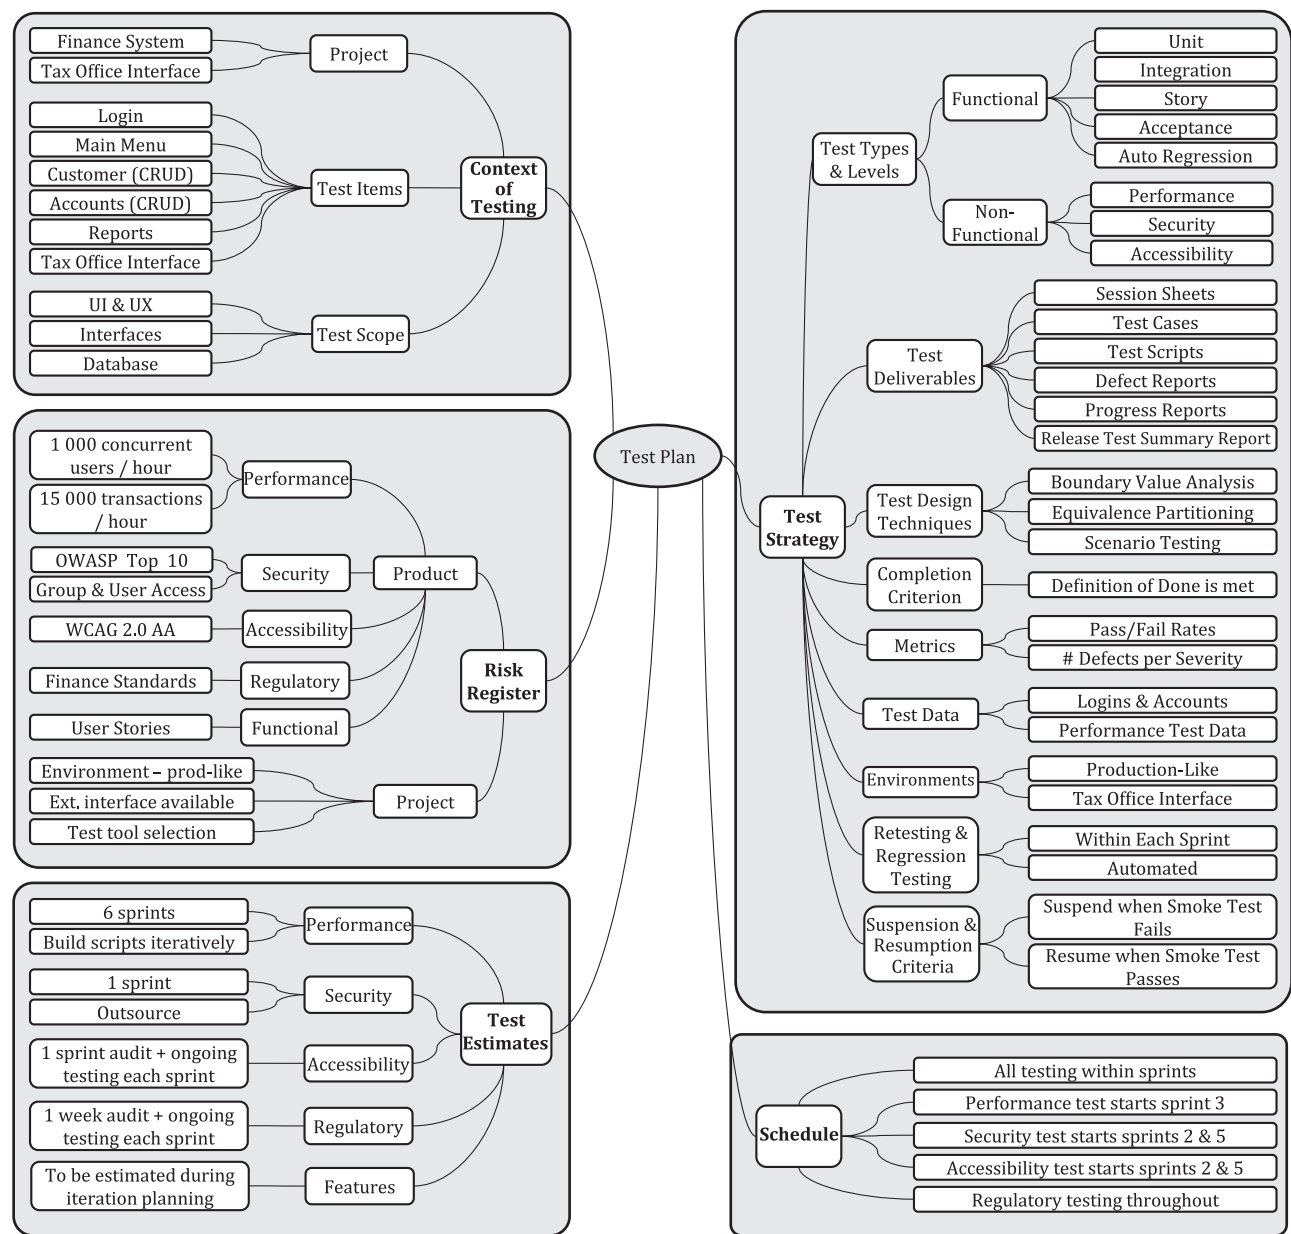 Finance System
Tax Office Interface
Project
Login
Main Menu
Customer (CRUD)
Accounts (CRUD)
Reports
Tax Office Interface
Test Items
UI & UX
Interfaces
Database
Test Scope
Context
of
Testing
1 000 concurrent
users / hour
15 000 transactions
/ hour
Performance
OWASP Top 10
Group & User Access
Security
WCAG 2.0 AA
Accessibility
Finance Standards
Regulatory
User Stories
Functional
Product
Environment – prod-like
Ext. interface available
Test tool selection
Project
Risk
Register
6 sprints
Build scripts iteratively
Performance
1 sprint
Outsource
Security
1 sprint audit + ongoing
testing each sprint
Accessibility
1 week audit + ongoing
testing each sprint
Regulatory
To be estimated during
iteration planning
Features
Test
Estimates
Test Plan
Test
Strategy
Test Types
& Levels
Functional
Unit
Integration
Story
Acceptance
Auto Regression
Non-
Functional
Performance
Security
Accessibility
Test
Deliverables
Session Sheets
Test Cases
Test Scripts
Defect Reports
Progress Reports
Release Test Summary Report
Test Design
Techniques
Boundary Value Analysis
Equivalence Partitioning
Scenario Testing
Completion
Criterion
Definition of Done is met
Metrics
Pass/Fail Rates
# Defects per Severity
Test Data
Logins & Accounts
Performance Test Data
Environments
Production-Like
Tax Office Interface
Retesting &
Regression
Testing
Within Each Sprint
Automated
Suspension &
Resumption
Criteria
Suspend when Smoke Test
Fails
Resume when Smoke Test
Passes
Schedule
All testing within sprints
Performance test starts sprint 3
Security test starts sprints 2 & 5
Accessibility test starts sprints 2 & 5
Regulatory testing throughout